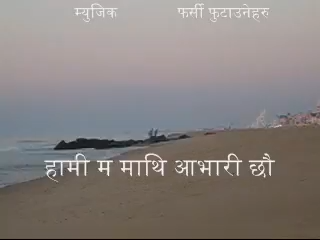 म्युजिक फर्सी फुटाउनेहरु
हामी म माथि आभारी छौ